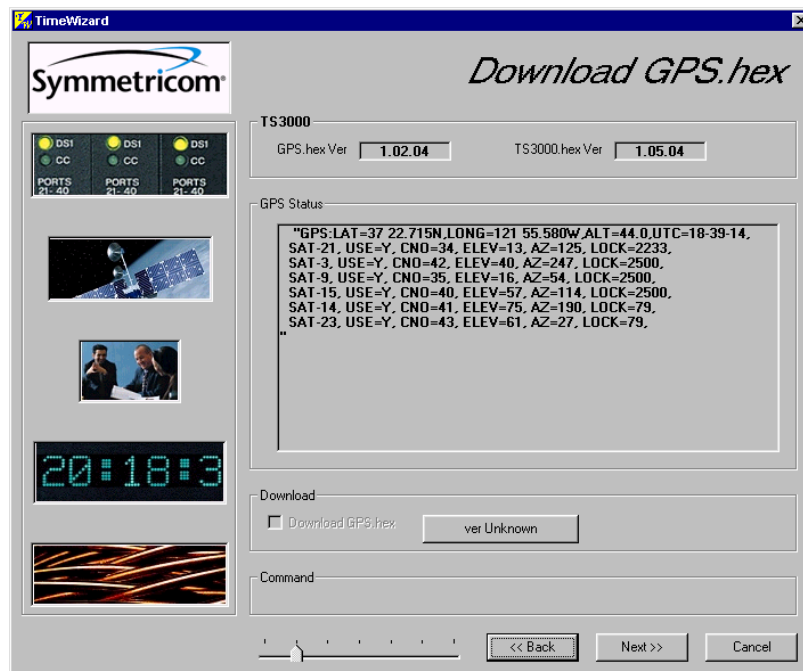 TimeWizard
Symmetricom
Download GPS.hex
DS1 DS1 DS1
CC CC CC
PORTS PORTS PORTS
21- 40 21- 40 21- 40
20:18:3
TS3000
GPS.hex Ver 1.02.04 TS3000.hex Ver 1.05.04
GPS Status
"GPS:LAT=37 22.715N,LONG=121 55.580W,ALT=44.0,UTC=18-39-14,
SAT-21, USE=Y, CNO=34, ELEV=13, AZ=125, LOCK=2233,
SAT-3, USE=Y, CNO=42, ELEV=40, AZ=247, LOCK=2500,
SAT-9, USE=Y, CNO=35, ELEV=16, AZ=54, LOCK=2500,
SAT-15, USE=Y, CNO=40, ELEV=57, AZ=114, LOCK=2500,
SAT-14, USE=Y, CNO=41, ELEV=75, AZ=190, LOCK=79,
SAT-23, USE=Y, CNO=43, ELEV=61, AZ=27, LOCK=79,
"
Download
Download GPS.hex ver Unknown
Command
<< Back Next >> Cancel